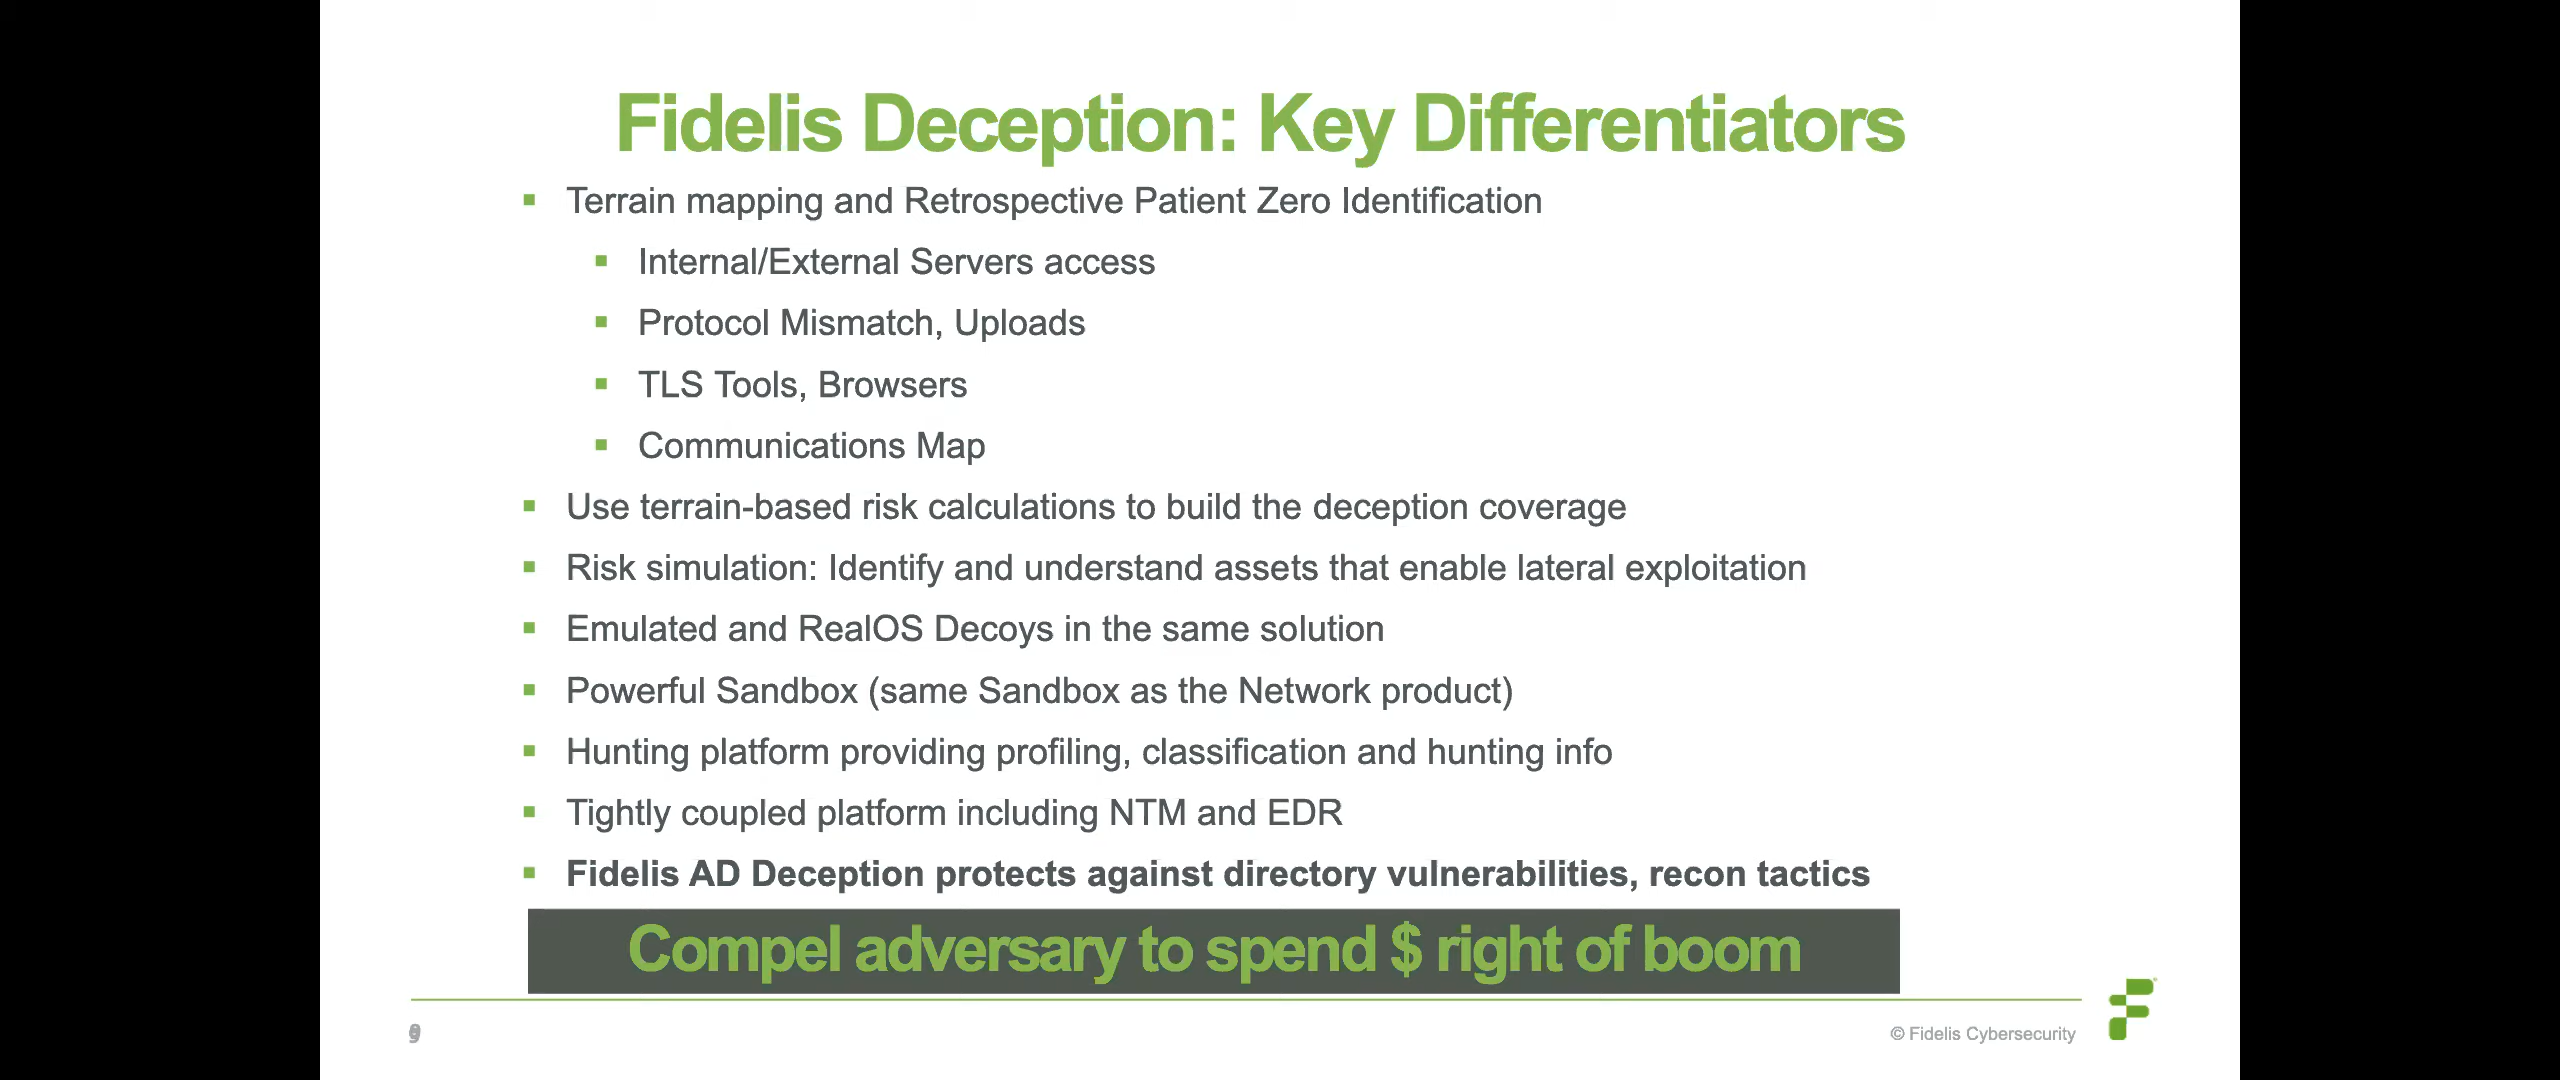 Fidelis Deception: Key Differentiators
Terrain mapping and Retrospective Patient Zero Identification
Internal/External Servers access
Protocol Mismatch, Uploads
TLS Tools, Browsers
Communications Map
Use terrain-based risk calculations to build the deception coverage
Risk simulation: Identify and understand assets that enable lateral exploitation
Emulated and RealOS Decoys in the same solution
Powerful Sandbox (same Sandbox as the Network product)
Hunting platform providing profiling, classification and hunting info
Tightly coupled platform including NTM and EDR
Fidelis AD Deception protects against directory vulnerabilities, recon tactics
Compel adversary to spend $ right of boom
© Fidelis Cybersecurity